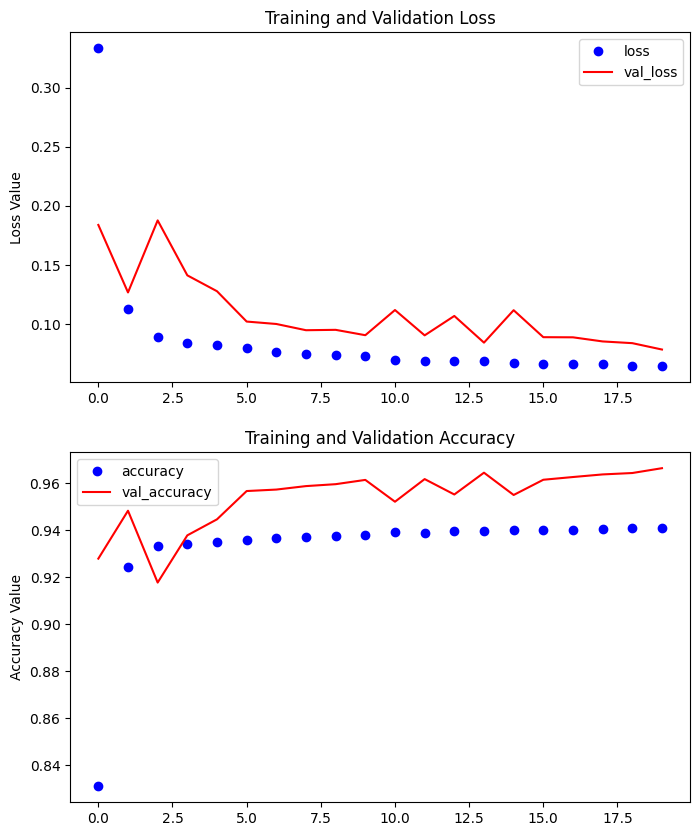 Training and Validation Loss
loss
val_loss
Loss Value
0.30
0.25
0.20
0.15
0.10
0.0 2.5 5.0 7.5 10.0 12.5 15.0 17.5
Training and Validation Accuracy
accuracy
val_accuracy
Accuracy Value
0.96
0.94
0.92
0.90
0.88
0.86
0.84
0.0 2.5 5.0 7.5 10.0 12.5 15.0 17.5